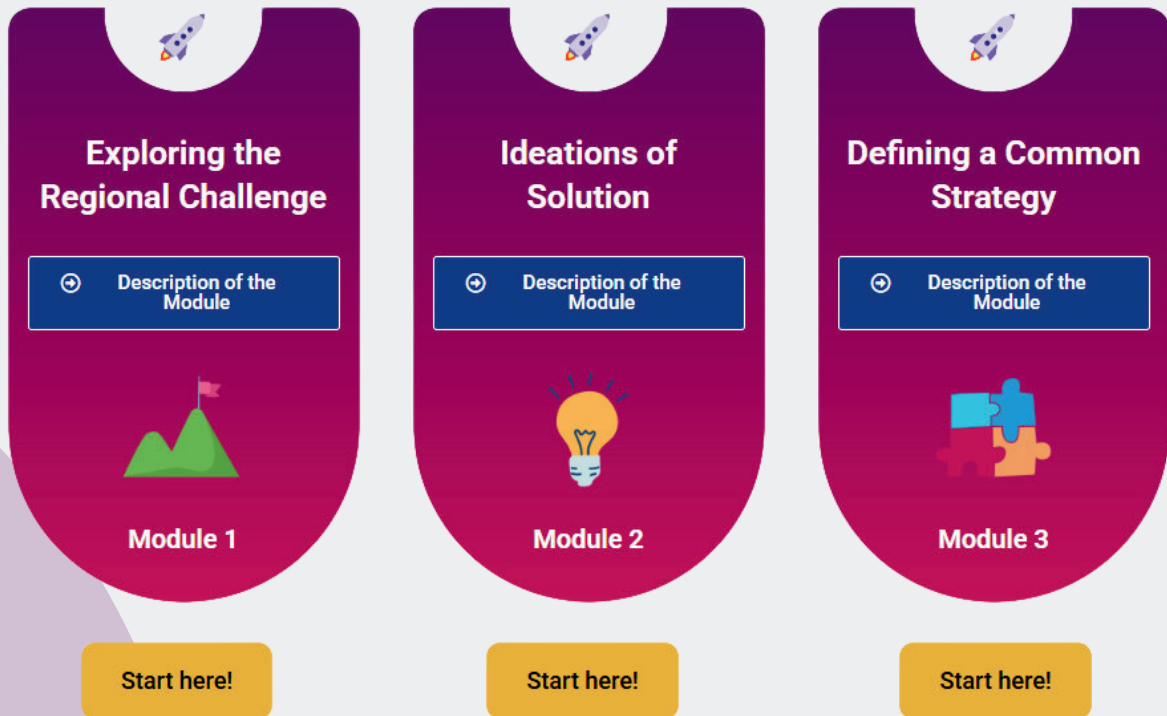 Exploring the
Regional Challenge
Description of the
Module
Module 1
Start here!
Ideations of
Solution
Description of the
Module
Module 2
Start here!
Defining a Common
Strategy
Description of the
Module
Module 3
Start here!